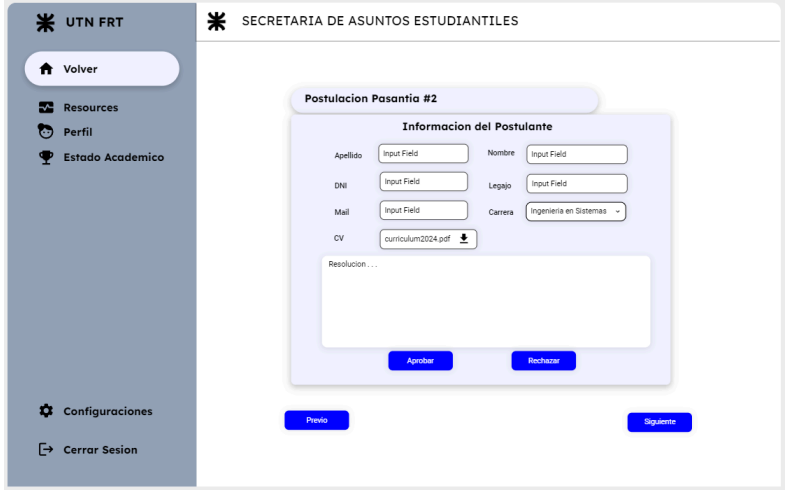 UTN FRT
SECRETARIA DE ASUNTOS ESTUDIANTILES
Volver
Resources
Perfil
Estado Academico
Configuraciones
Cerrar Sesion
Postulacion Pasantia #2
Informacion del Postulante
Apellido Input Field Nombre Input Field
DNI Input Field Legajo Input Field
Mail Input Field Carrera Ingenieria en Sistemas
CV curriculum2024.pdf
Resolucion . . .
Aprobar Rechazar
Previo Siguiente